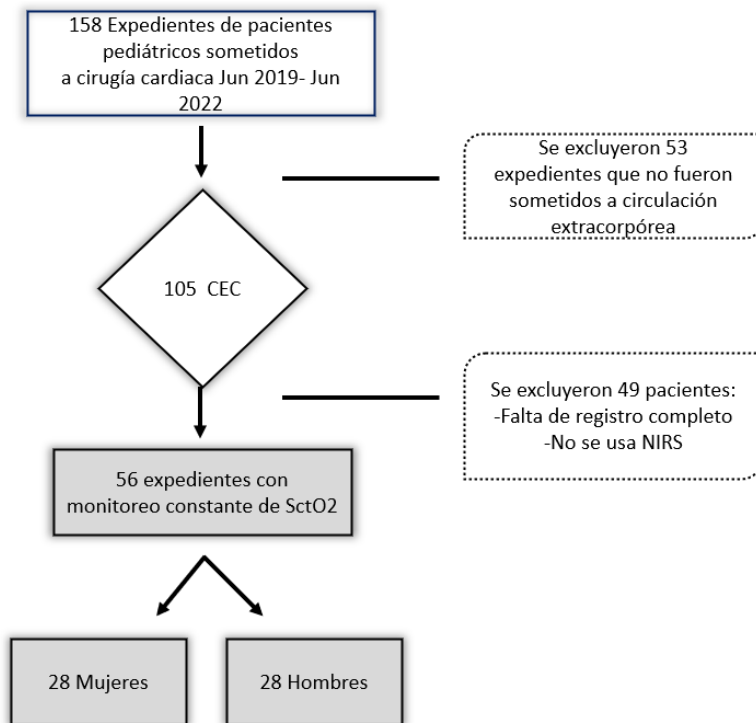 158 Expedientes de pacientes
pediátricos sometidos
a cirugía cardiaca Jun 2019- Jun
2022
Se excluyeron 53
expedientes que no fueron
sometidos a circulación
extracorpórea
105 CEC
Se excluyeron 49 pacientes:
-Falta de registro completo
-No se usa NIRS
56 expedientes con
monitoreo constante de SctO2
28 Mujeres
28 Hombres